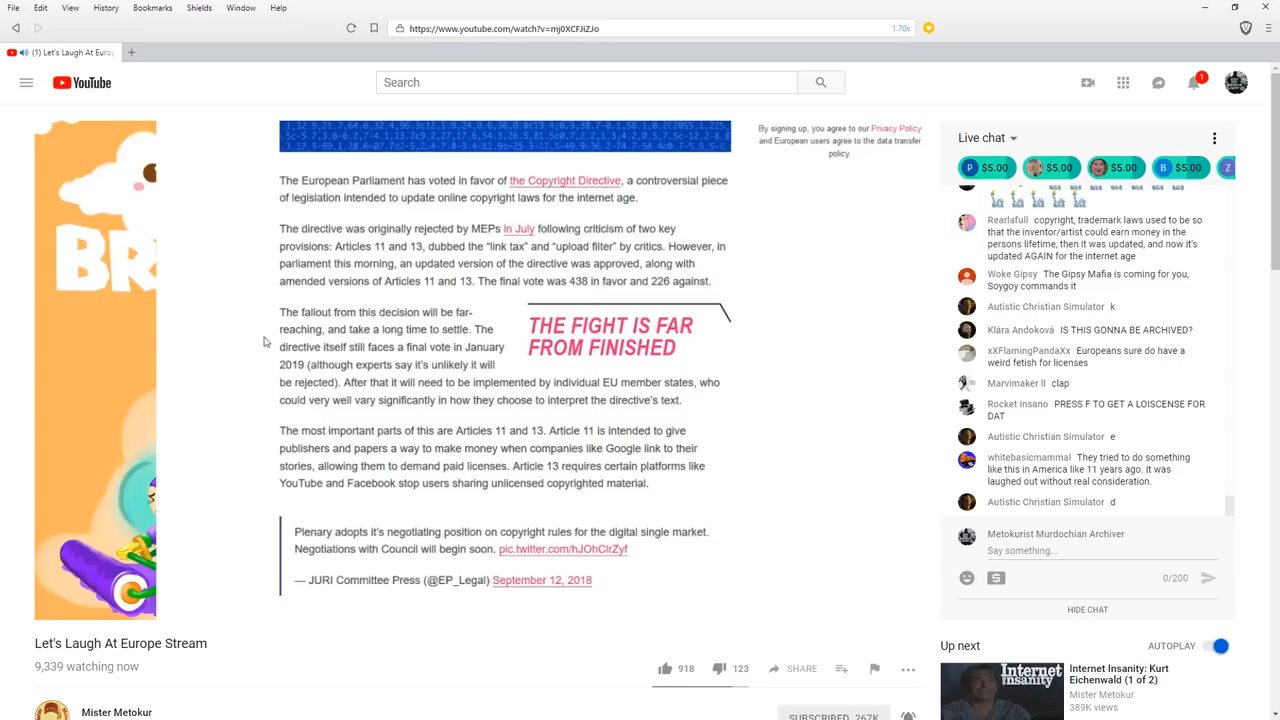 File Edit View History Bookmarks Shields Window Help
https://www.youtube.com/watch?v=mj0XCFJiZJo 1.70s
(1) Let's Laugh At Euro
YouTube
Search
1
BR
By signing up, you agree to our Privacy Policy
and European users agree to the data transfer
policy.
The European Parliament has voted in favor of the Copyright Directive, a controversial piece
of legislation intended to update online copyright laws for the internet age.
The directive was originally rejected by MEPs in July following criticism of two key
provisions: Articles 11 and 13, dubbed the “link tax” and “upload filter” by critics. However, in
parliament this morning, an updated version of the directive was approved, along with
amended versions of Articles 11 and 13. The final vote was 438 in favor and 226 against.
The fallout from this decision will be far-
reaching, and take a long time to settle. The
directive itself still faces a final vote in January
2019 (although experts say it's unlikely it will
be rejected). After that it will need to be implemented by individual EU member states, who
could very well vary significantly in how they choose to interpret the directive's text.
THE FIGHT IS FAR
FROM FINISHED
The most important parts of this are Articles 11 and 13. Article 11 is intended to give
publishers and papers a way to make money when companies like Google link to their
stories, allowing them to demand paid licenses. Article 13 requires certain platforms like
YouTube and Facebook stop users sharing unlicensed copyrighted material.
Plenary adopts it's negotiating position on copyright rules for the digital single market.
Negotiations with Council will begin soon. pic.twitter.com/hJOhClrZyf
— JURI Committee Press (@EP_Legal) September 12, 2018
Let's Laugh At Europe Stream
9,339 watching now
918 123 SHARE
Mister Metokur
SUBSCRIBED 267K
Live chat
P $5.00 $5.00 $5.00 B $5.00 Z
Rearlafull copyright, trademark laws used to be so
that the inventor/artist could earn money in the
persons lifetime, then it was updated, and now it's
updated AGAIN for the internet age
Woke Gipsy The Gipsy Mafia is coming for you,
Soygoy commands it
Autistic Christian Simulator k
Klára Andoková IS THIS GONNA BE ARCHIVED?
xXFlamingPandaXx Europeans sure do have a
weird fetish for licenses
Marvimaker ll clap
Rocket Insano PRESS F TO GET A LOISCENSE FOR
DAT
Autistic Christian Simulator e
whitebasicmammal They tried to do something
like this in America like 11 years ago. It was
laughed out without real consideration.
Autistic Christian Simulator d
Metokurist Murdochian Archiver
Say something...
0/200
HIDE CHAT
Up next AUTOPLAY
Internet
Insanity
Internet Insanity: Kurt
Eichenwald (1 of 2)
Mister Metokur
389K views